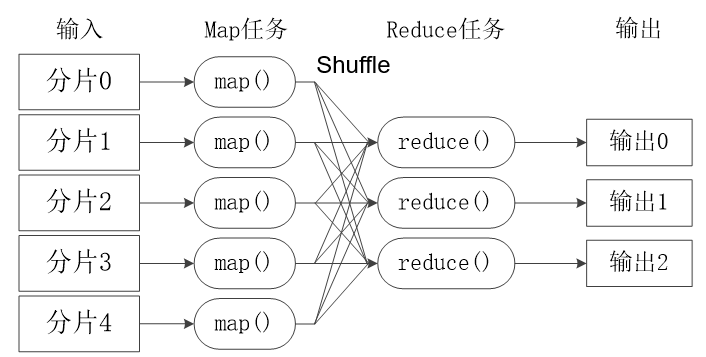 输入 Map任务 Reduce任务 输出
Shuffle
分片0 map()
分片1 map() reduce() 输出0
分片2 map() reduce() 输出1
分片3 map() reduce() 输出2
分片4 map()